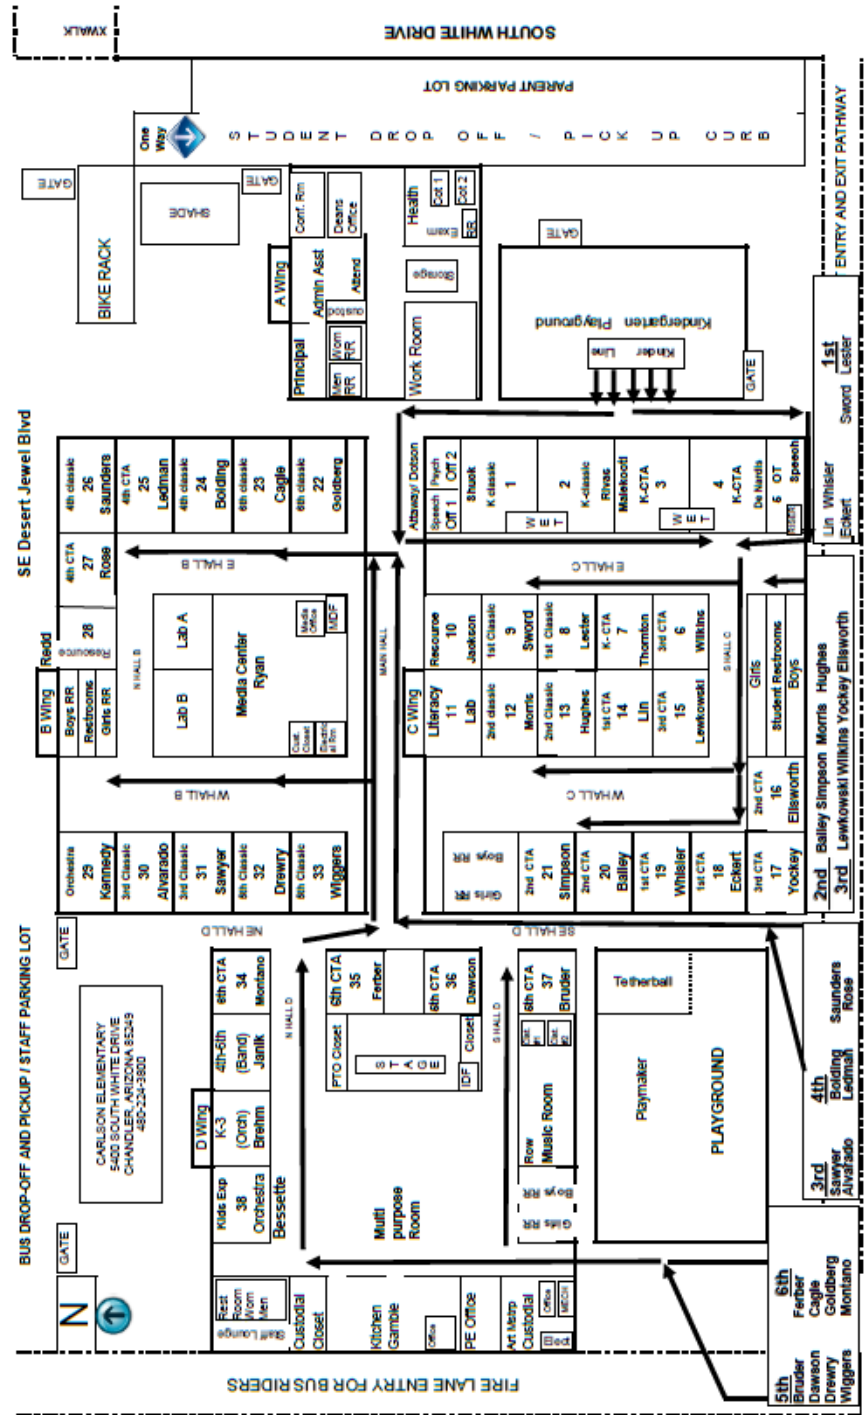 XWALK
SOUTH WHITE DRIVE
PARENT PARKING LOT
One
Way
STUDENT DROP OFF / PICK UP CURB
GATE
SHADE
GATE
BIKE RACK
Conf. Rm
Deans
Office
A Wing
Admin Asst
Attend
Principal
Men
RR
Wom
RR
Health
Cot 1
Cot 2
Exam
RR
Storage
Work Room
GATE
Kindergarten
Playground
Kinder
Line
GATE
ENTRY AND EXIT PATHWAY
1st
Sword Lester
Lin Whisler
Eckert
SE Desert Jewel Blvd
4th classic
26
Saunders
4th CTA
25
Ledman
4th classic
24
Bolding
6th classic
23
Cagle
6th classic
22
Goldberg
4th CTA
27
Rose
E HALL B
Redd
28
Resource
B Wing
Boys RR
Restrooms
Girls RR
N HALL B
Lab A
Lab B
Media Center
Ryan
Media
Office
MDF
Cust.
Closet
Electric
al Rm
W HALL B
Orchestra
29
Kennedy
3rd Classic
30
Alvarado
3rd Classic
31
Sawyer
5th Classic
32
Drewry
5th Classic
33
Wiggers
MAIN HALL
Attaway/ Dotson
Speech
Off 1
Psych
Off 2
Shuck
K classic
1
WET
2
K-classic
Rivas
Malekooti
K-CTA
3
WET
4
K-CTA
De Nardis
5 OT
Speech
E HALL C
C Wing
Resource
10
Jackson
1st Classic
9
Sword
1st Classic
8
Lester
K- CTA
7
Thornton
3rd CTA
6
Wilkins
Literacy
11
Lab
2nd classic
12
Morris
2nd Classic
13
Hughes
1st CTA
14
Lin
3rd CTA
15
Lewkowski
S HALL C
Girls
Student Restrooms
Boys
W HALL C
2nd CTA
16
Ellsworth
Girls RR
Boys RR
2nd CTA
21
Simpson
2nd CTA
20
Bailey
1st CTA
19
Whisler
1st CTA
18
Eckert
3rd CTA
17
Yockey
2nd Bailey Simpson Morris Hughes
3rd Lewkowski Wilkins Yockey Ellsworth
BUS DROP-OFF AND PICKUP / STAFF PARKING LOT
GATE
CARLSON ELEMENTARY
5400 SOUTH WHITE DRIVE
CHANDLER, ARIZONA 85249
480-224-3800
GATE
N
NE HALL D
SE HALL D
6th CTA
34
Montano
4th-6th
(Band)
Janik
D Wing
K-3
(Orch)
Brehm
Kids Exp
38
Orchestra
Bessette
N HALL D
6th CTA
35
Ferber
6th CTA
36
Dawson
PTO Closet
STAGE
IDF
Closet
Multi
purpose
Room
S HALL D
6th CTA
37
Bruder
Row
Music Room
Boys RR
Girls RR
Tetherball
Playmaker
PLAYGROUND
Rest
Room
Wom
Men
Staff Lounge
Custodial
Closet
Kitchen
Gamble
Office
PE Office
Custodial
Office
FIRE LANE ENTRY FOR BUS RIDERS
3rd
Sawyer
Alvarado
4th
Bolding
Ledman
Saunders
Rose
5th
Bruder
Dawson
Drewry
Wiggers
6th
Ferber
Cagle
Goldberg
Montano